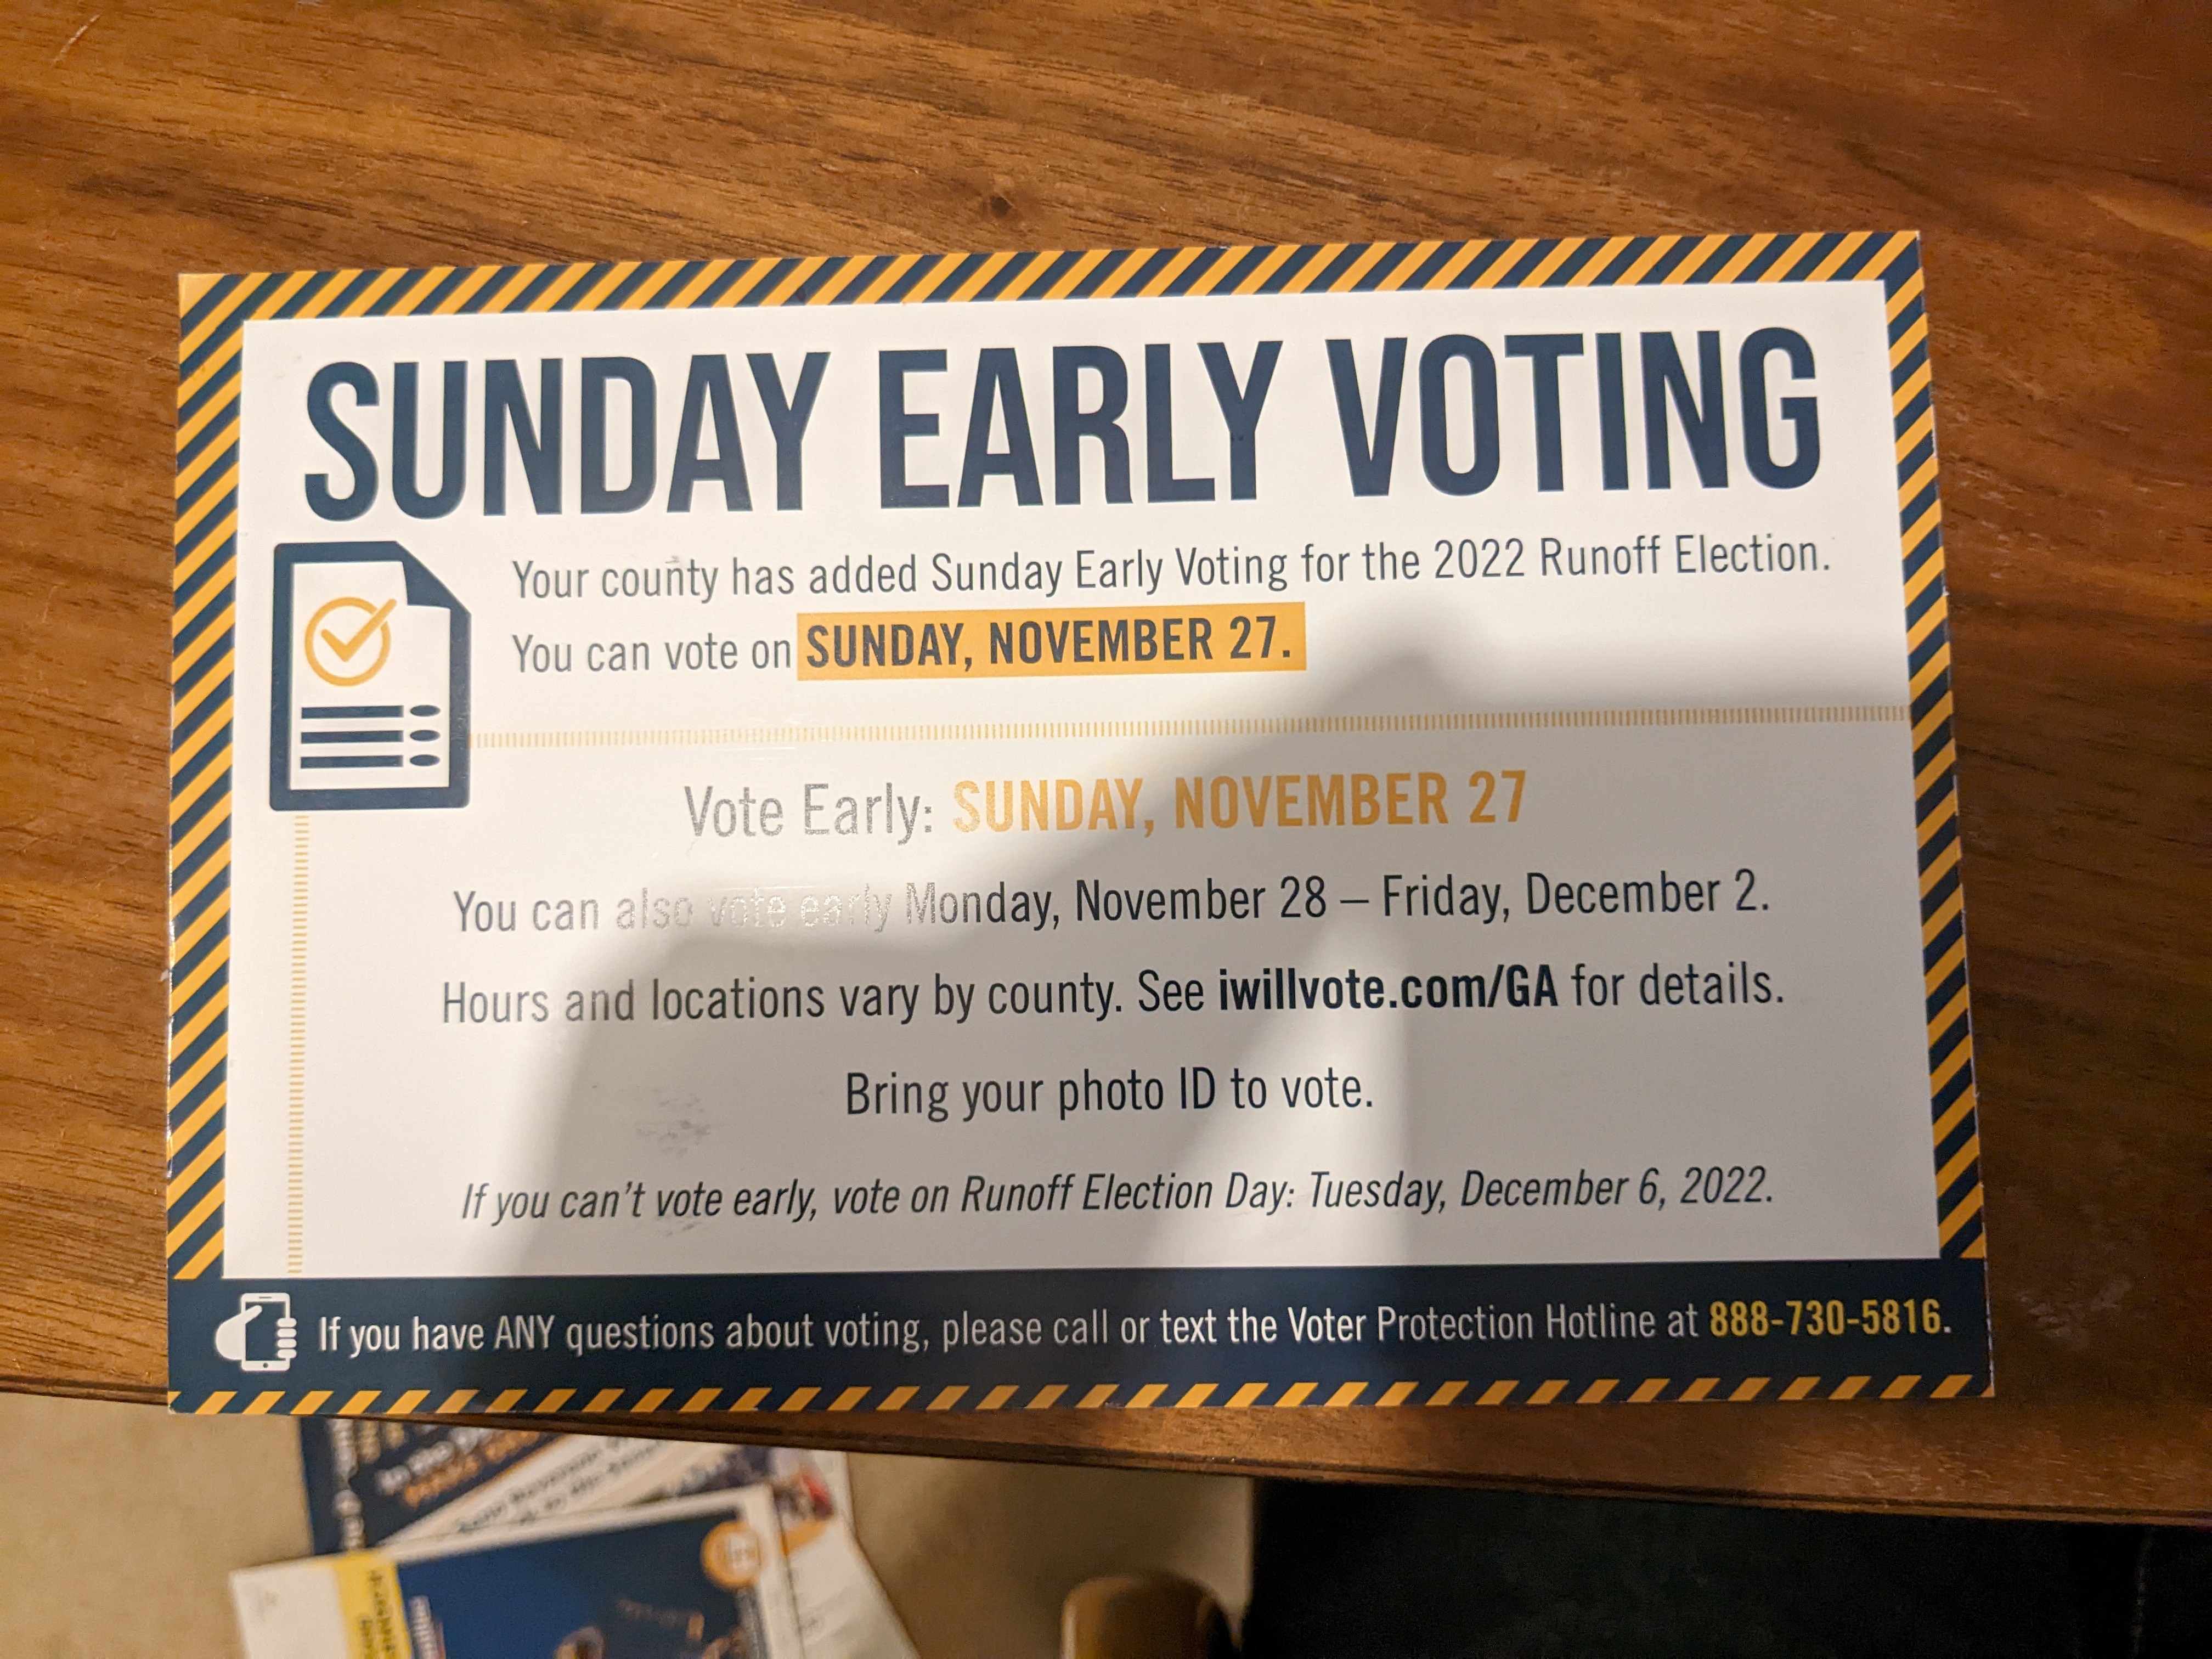 SUNDAY EARLY VOTING
Your county has added Sunday Early Voting for the 2022 Runoff Election.
You can vote on SUNDAY, NOVEMBER 27.
Vote Early: SUNDAY, NOVEMBER 27
You can also vote early Monday, November 28 – Friday, December 2.
Hours and locations vary by county. See iwillvote.com/GA for details.
Bring your photo ID to vote.
If you can't vote early, vote on Runoff Election Day: Tuesday, December 6, 2022.
If you have ANY questions about voting, please call or text the Voter Protection Hotline at 888-730-5816.